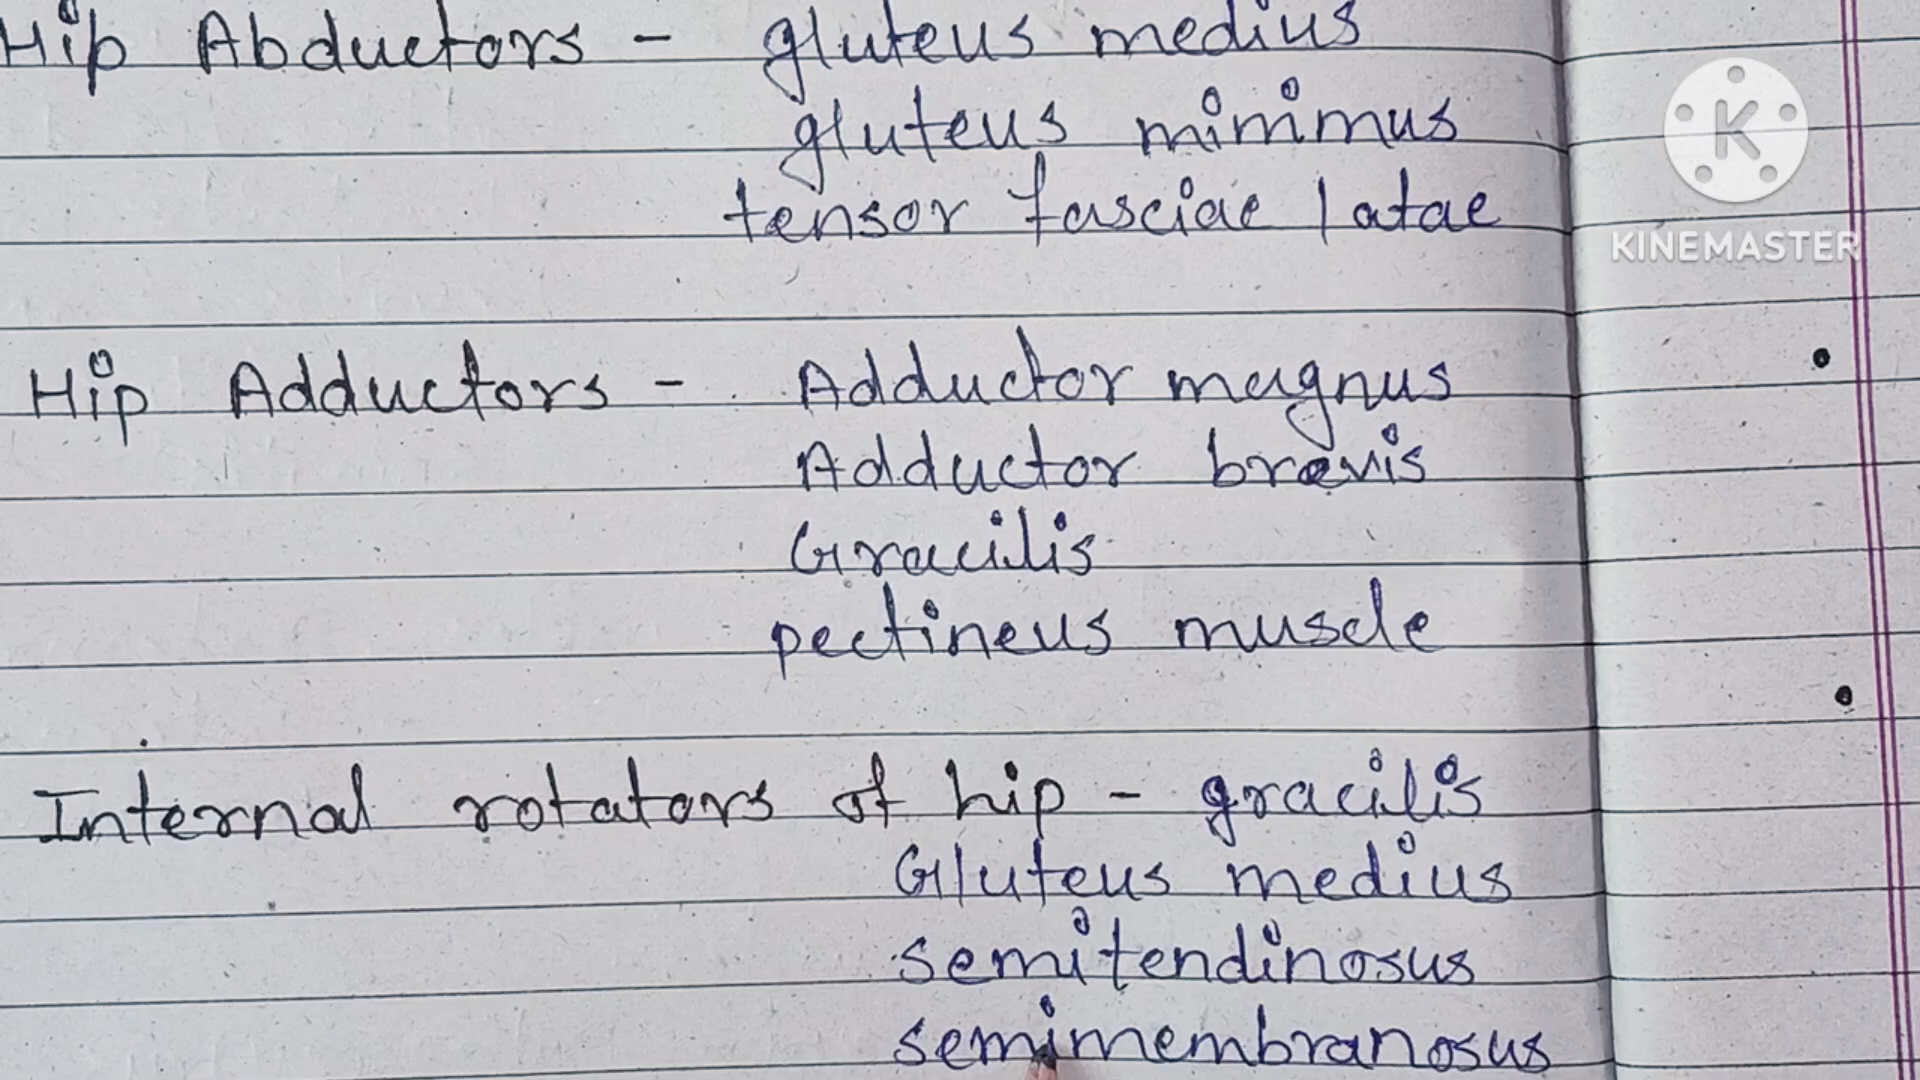 Hip Abductors - gluteus medius
gluteus minimus
tensor fasciae latae
K
KINEMASTER
Hip Adductors - Adductor magnus
Adductor brevis
Gracilis
pectineus muscle
Internal rotators of hip - gracilis
Gluteus medius
semitendinosus
semimembranosus